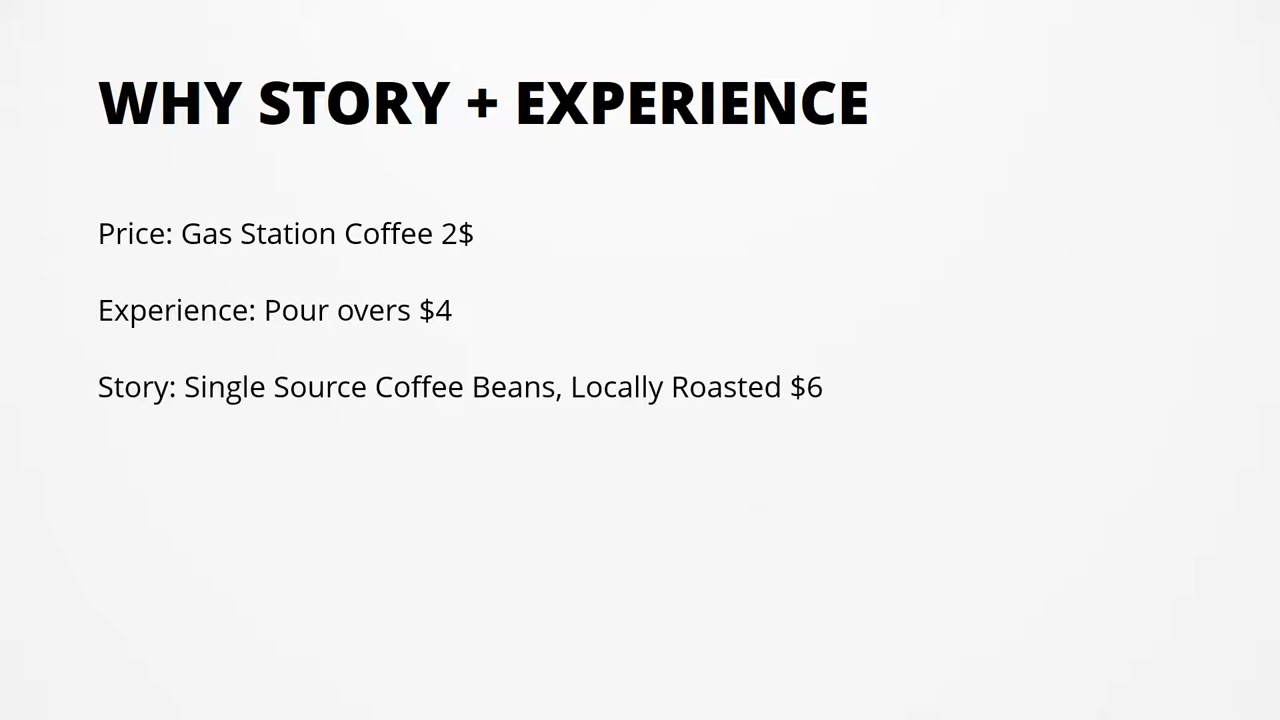 WHY STORY + EXPERIENCE
Price: Gas Station Coffee 2$
Experience: Pour overs $4
Story: Single Source Coffee Beans, Locally Roasted $6